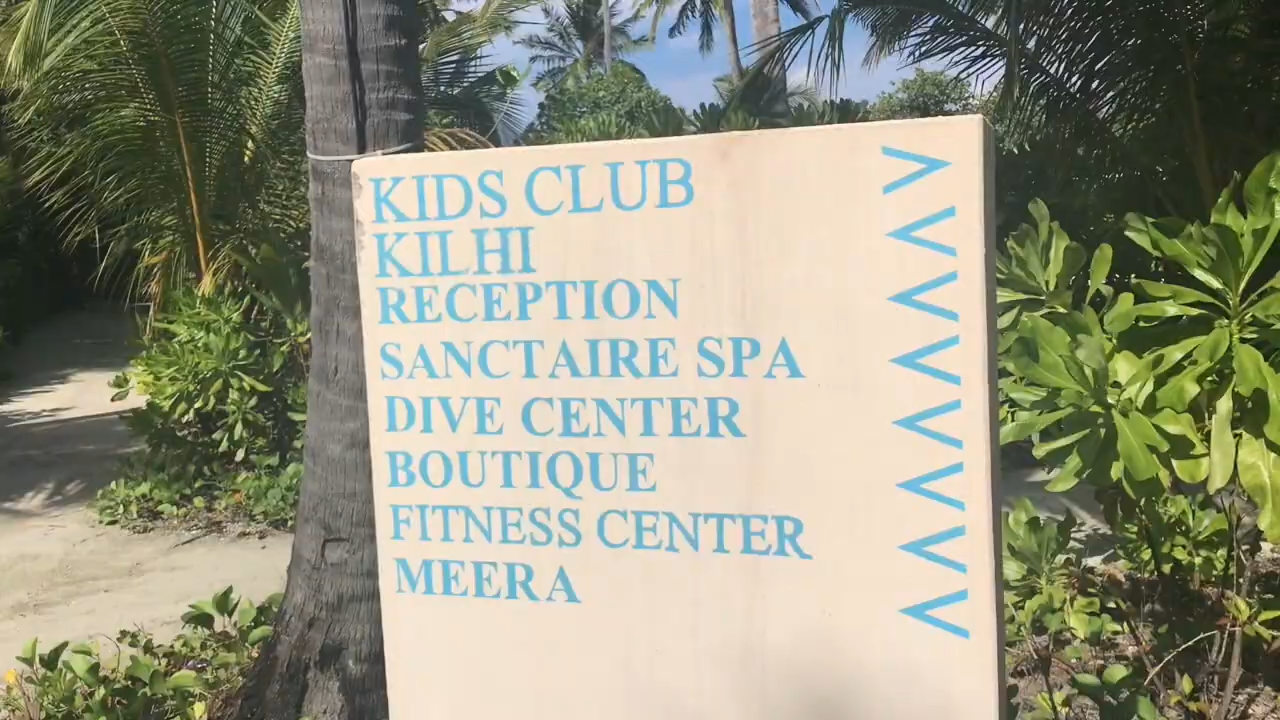 KIDS CLUB >
KILHI <
RECEPTION <
SANCTAIRE SPA <
DIVE CENTER <
BOUTIQUE <
FITNESS CENTER <
MEERA <